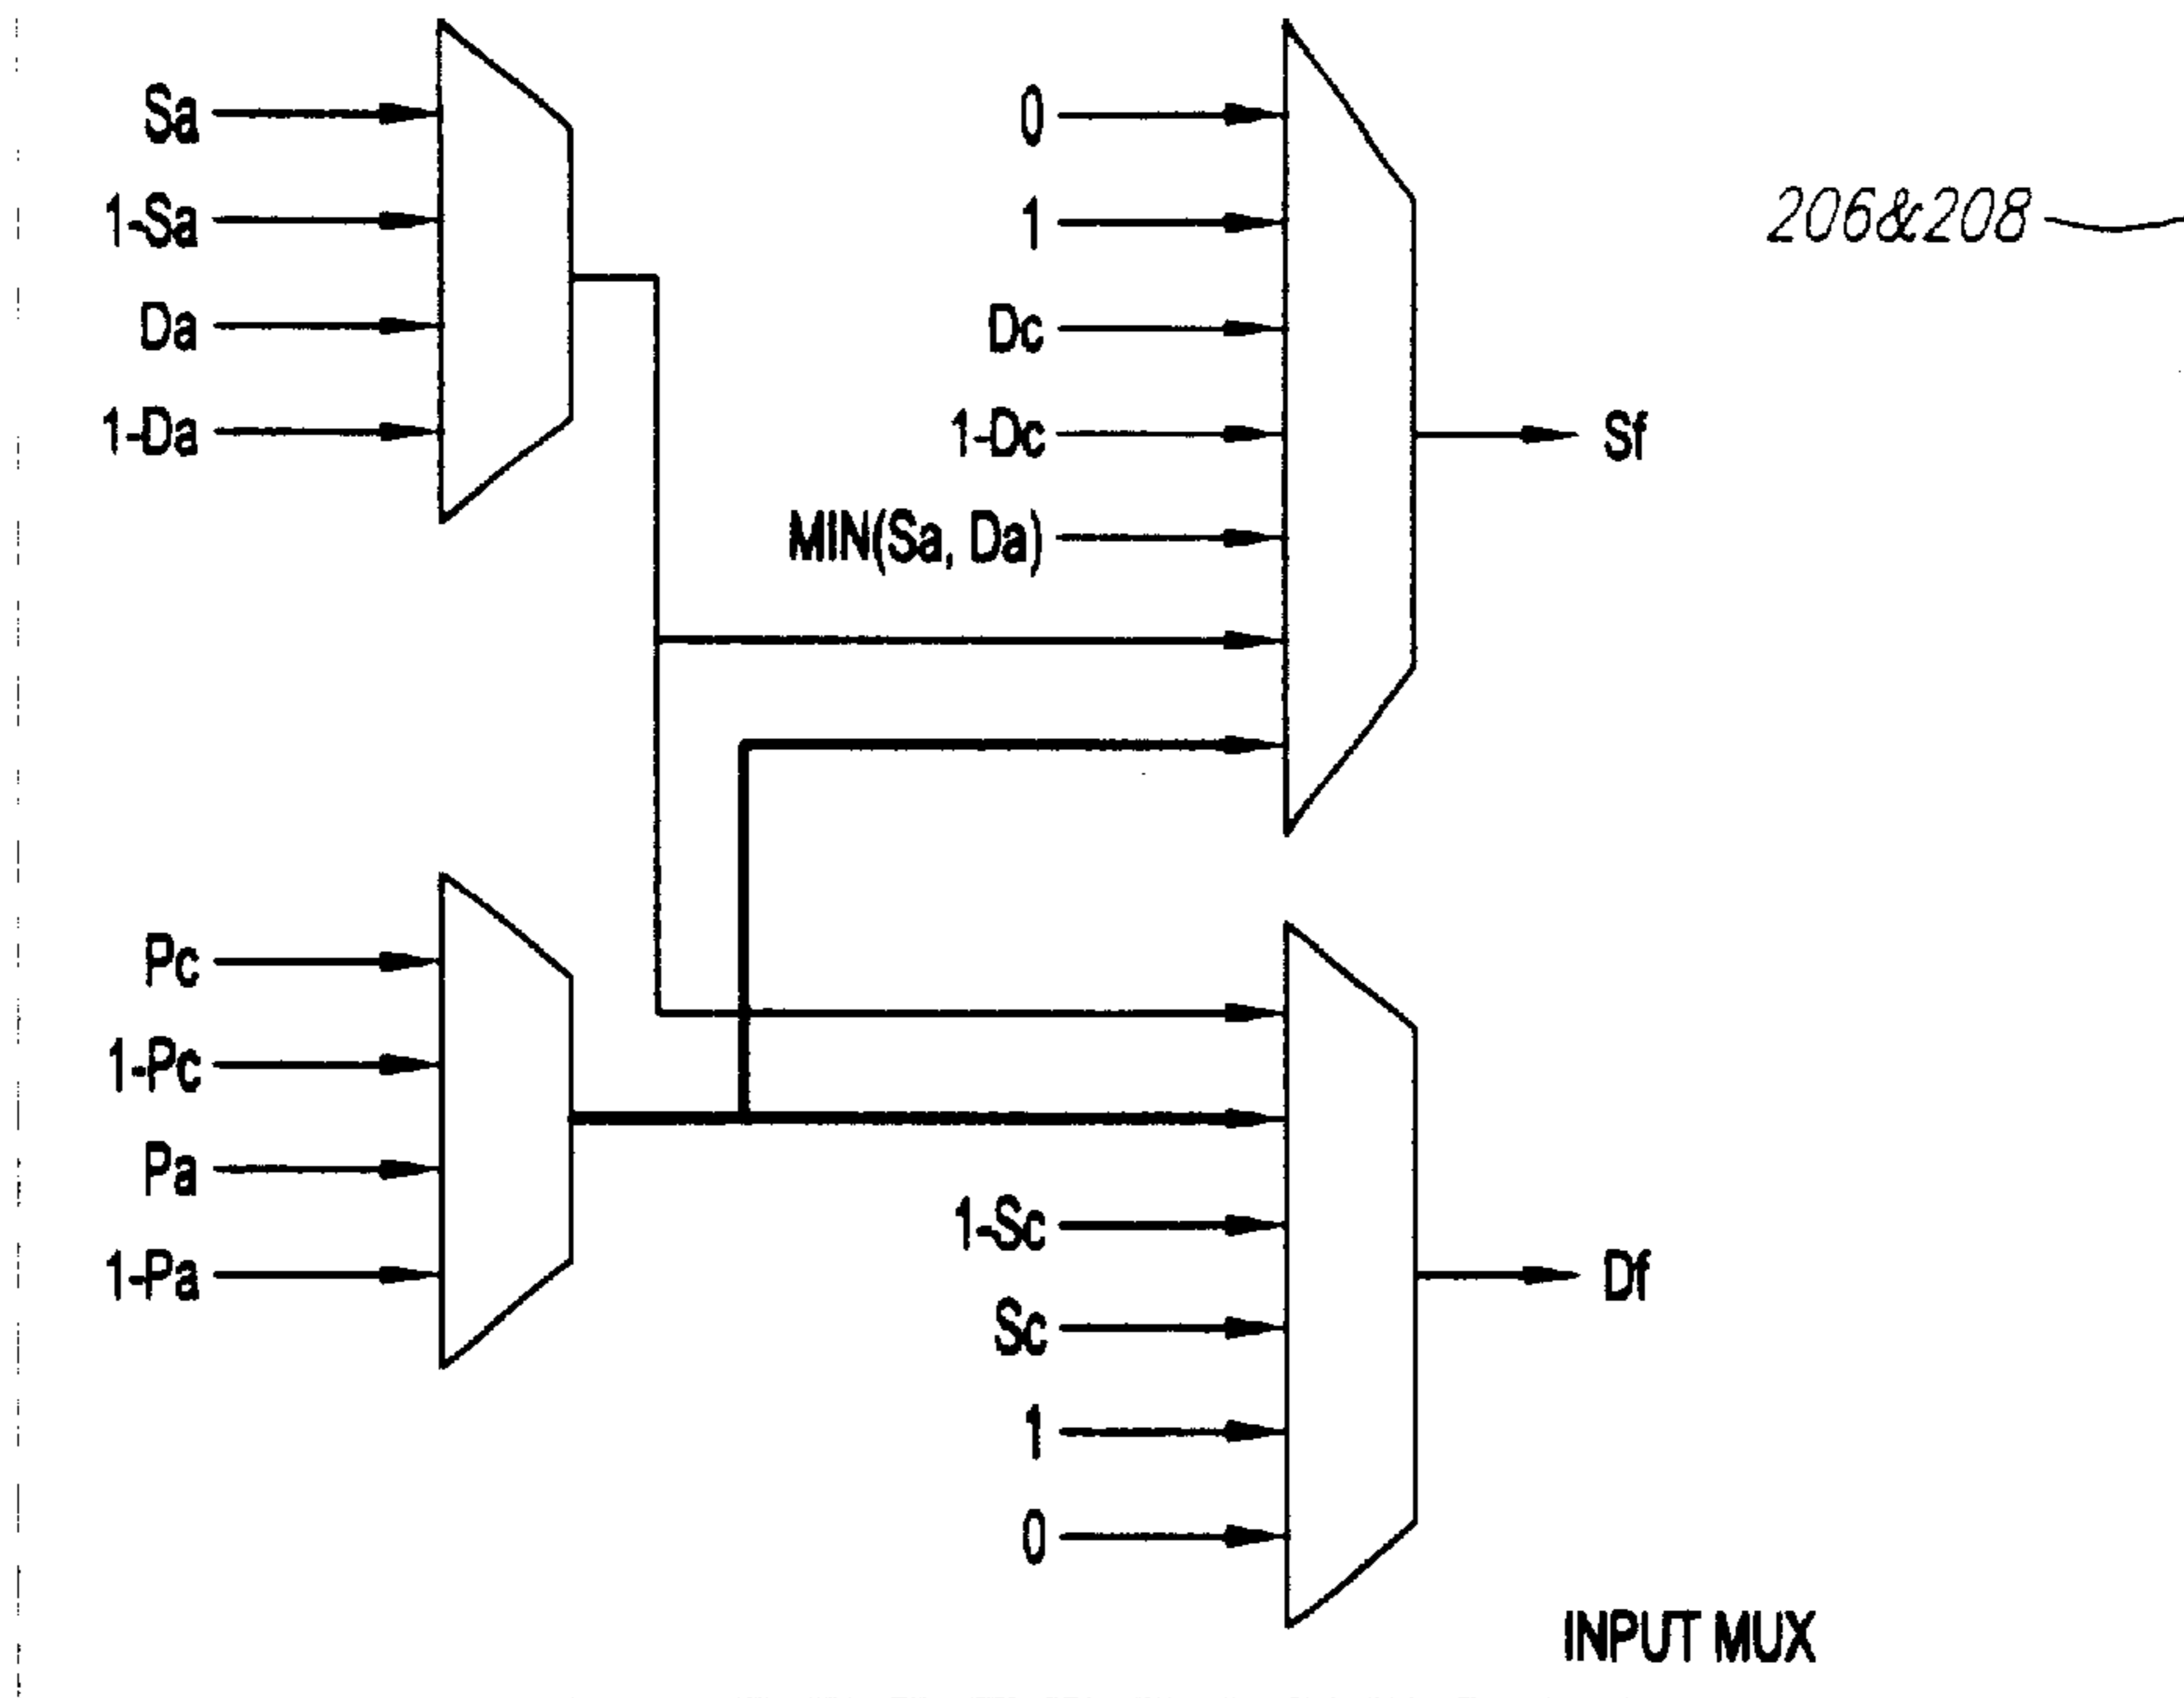 Sa
1-Sa
Da
1-Da
0
1
Dc
1-Dc
MIN(Sa, Da)
Sf
206&208
Pc
1-Pc
Pa
1-Pa
1-Sc
Sc
1
0
Df
INPUT MUX